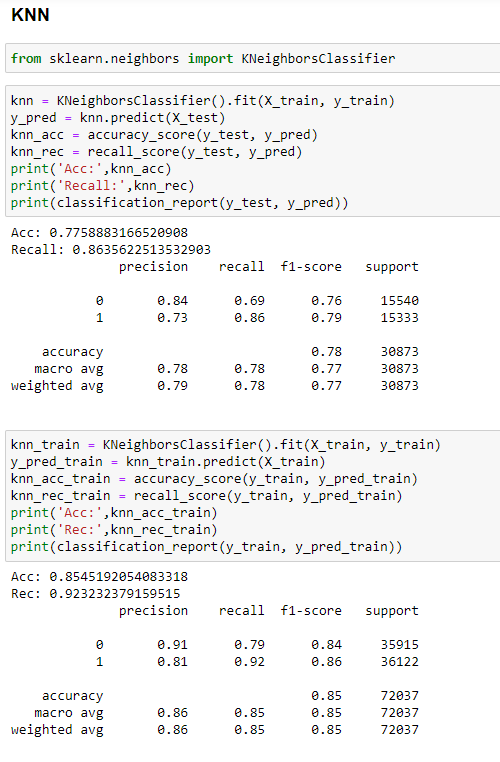 KNN
from sklearn.neighbors import KNeighborsClassifier
knn = KNeighborsClassifier().fit(X_train, y_train)
y_pred = knn.predict(X_test)
knn_acc = accuracy_score(y_test, y_pred)
knn_rec = recall_score(y_test, y_pred)
print('Acc:',knn_acc)
print('Recall:',knn_rec)
print(classification_report(y_test, y_pred))
Acc: 0.7758883166520908
Recall: 0.8635622513532903
precision recall f1-score support
0 0.84 0.69 0.76 15540
1 0.73 0.86 0.79 15333
accuracy 0.78 30873
macro avg 0.78 0.78 0.77 30873
weighted avg 0.79 0.78 0.77 30873
knn_train = KNeighborsClassifier().fit(X_train, y_train)
y_pred_train = knn_train.predict(X_train)
knn_acc_train = accuracy_score(y_train, y_pred_train)
knn_rec_train = recall_score(y_train, y_pred_train)
print('Acc:',knn_acc_train)
print('Rec:',knn_rec_train)
print(classification_report(y_train, y_pred_train))
Acc: 0.8545192054083318
Rec: 0.923232379159515
precision recall f1-score support
0 0.91 0.79 0.84 35915
1 0.81 0.92 0.86 36122
accuracy 0.85 72037
macro avg 0.86 0.85 0.85 72037
weighted avg 0.86 0.85 0.85 72037